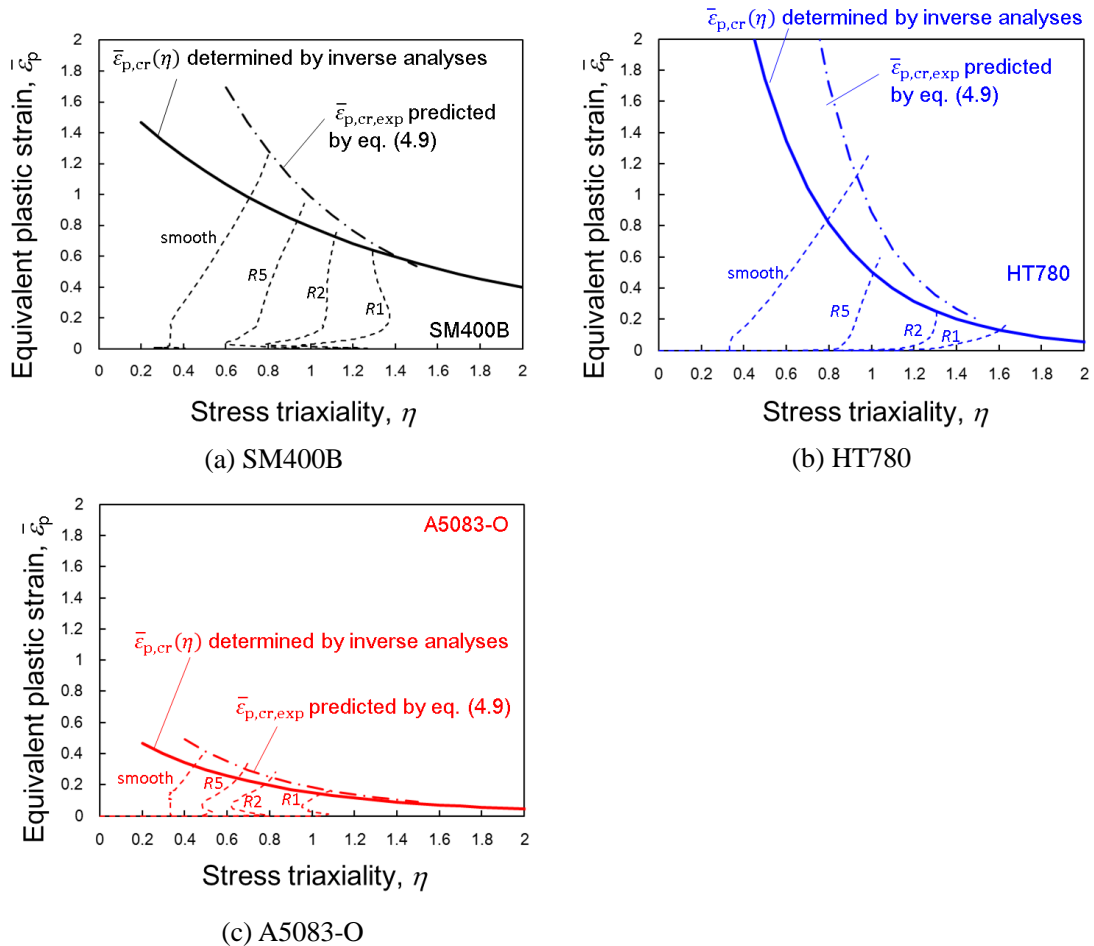 2
1.8
1.6
1.4
1.2
1
0.8
0.6
0.4
0.2
0
Equivalent plastic strain, ε̄p
ε̄p,cr(η) determined by inverse analyses
ε̄p,cr,exp predicted
by eq. (4.9)
smooth
R5
R2
R1
SM400B
0 0.2 0.4 0.6 0.8 1 1.2 1.4 1.6 1.8 2
Stress triaxiality, η
(a) SM400B
ε̄p,cr(η) determined by inverse analyses
2
1.8
1.6
1.4
1.2
1
0.8
0.6
0.4
0.2
0
Equivalent plastic strain, ε̄p
ε̄p,cr,exp predicted
by eq. (4.9)
smooth
HT780
R5
R2
R1
0 0.2 0.4 0.6 0.8 1 1.2 1.4 1.6 1.8 2
Stress triaxiality, η
(b) HT780
2
1.8
1.6
1.4
1.2
1
0.8
0.6
0.4
0.2
0
Equivalent plastic strain, ε̄p
A5083-O
ε̄p,cr(η) determined by inverse analyses
ε̄p,cr,exp predicted by eq. (4.9)
smooth
R5
R2
R1
0 0.2 0.4 0.6 0.8 1 1.2 1.4 1.6 1.8 2
Stress triaxiality, η
(c) A5083-O